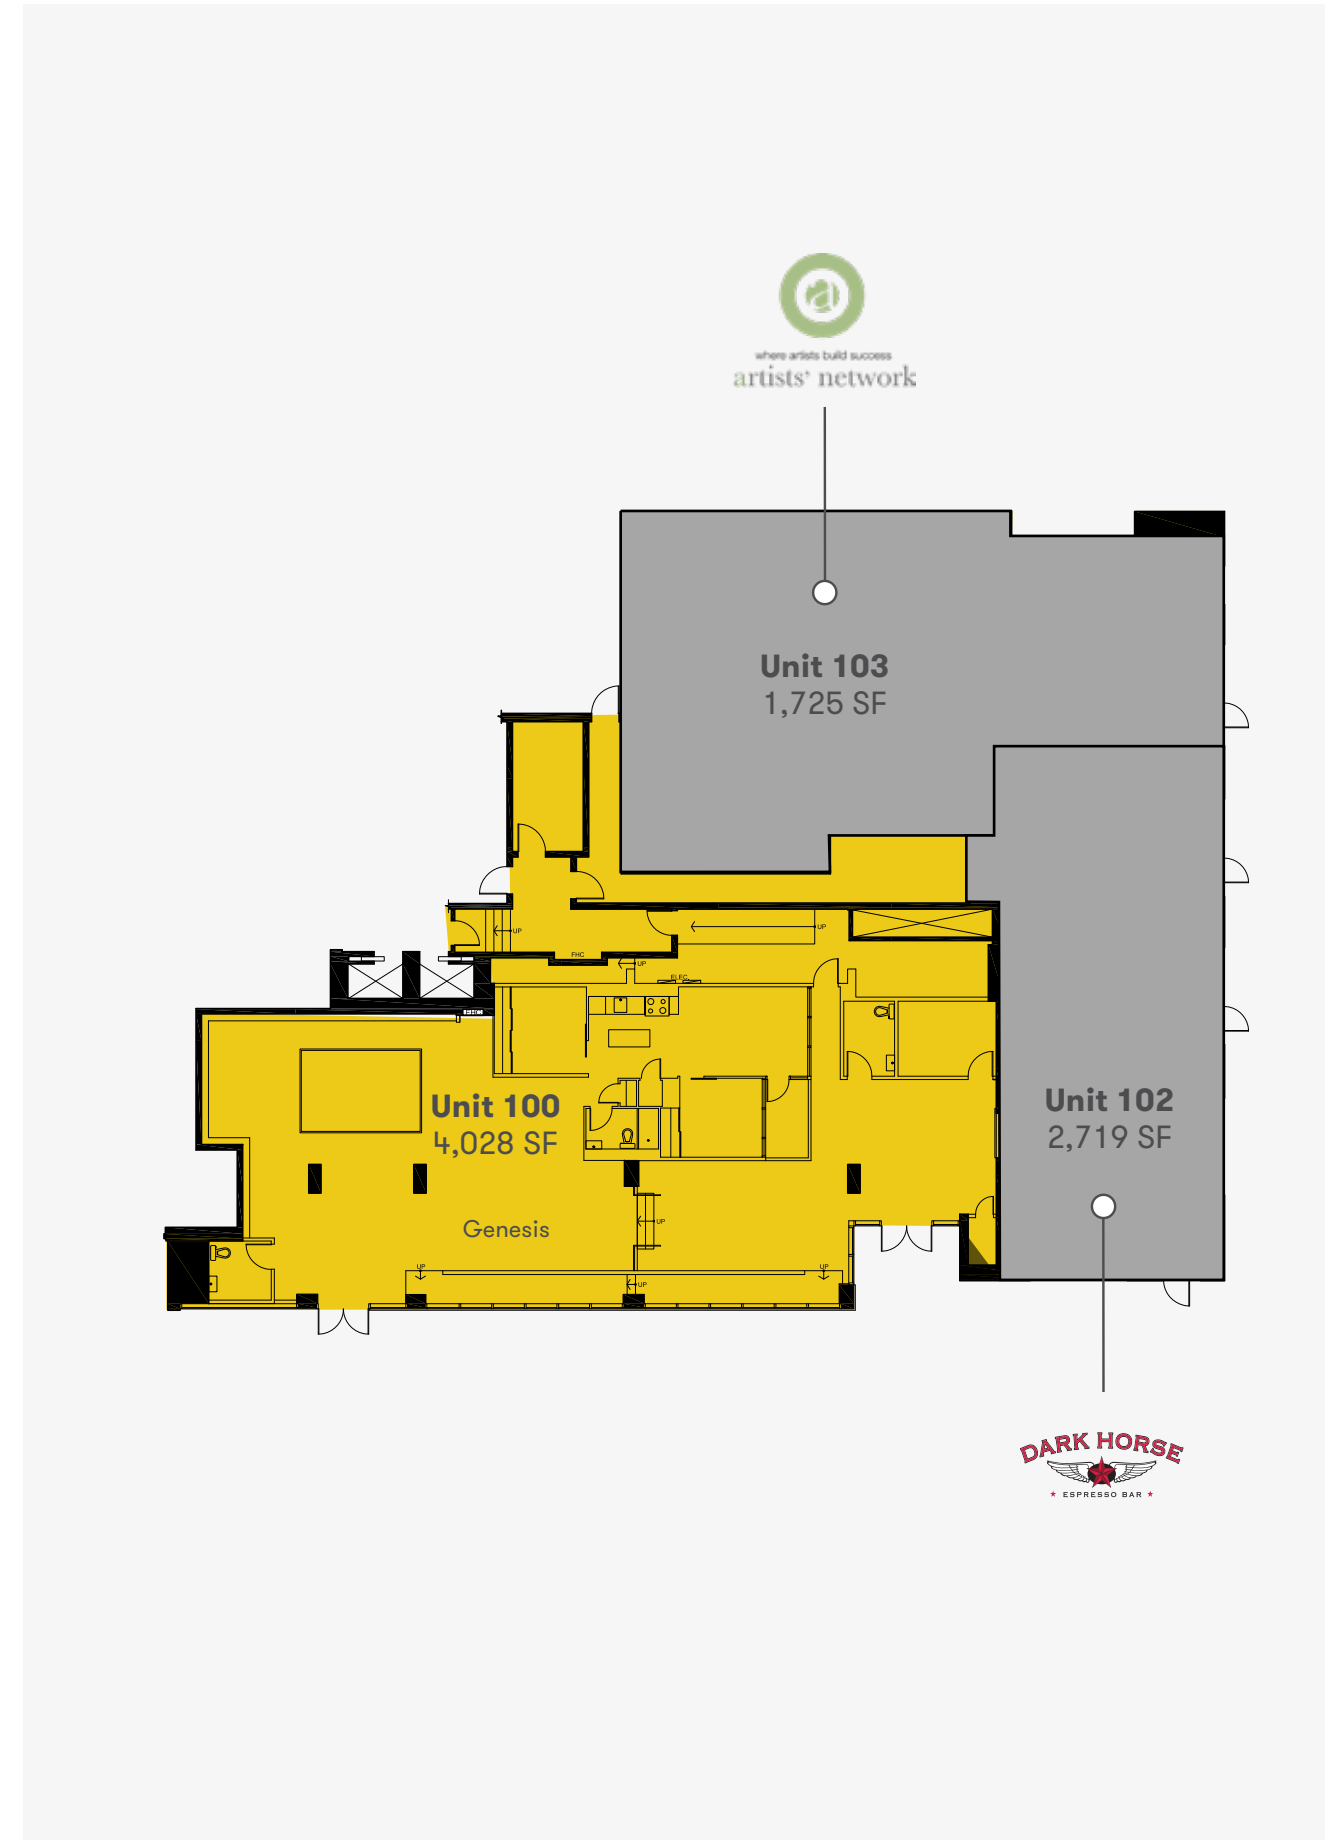 where artists build success
artists' network
Unit 103
1,725 SF
UP
UP
FHC
UP
ELEC.
FHC
Unit 100
4,028 SF
Unit 102
2,719 SF
Genesis
UP
UP
UP
UP
DARK HORSE
ESPRESSO BAR